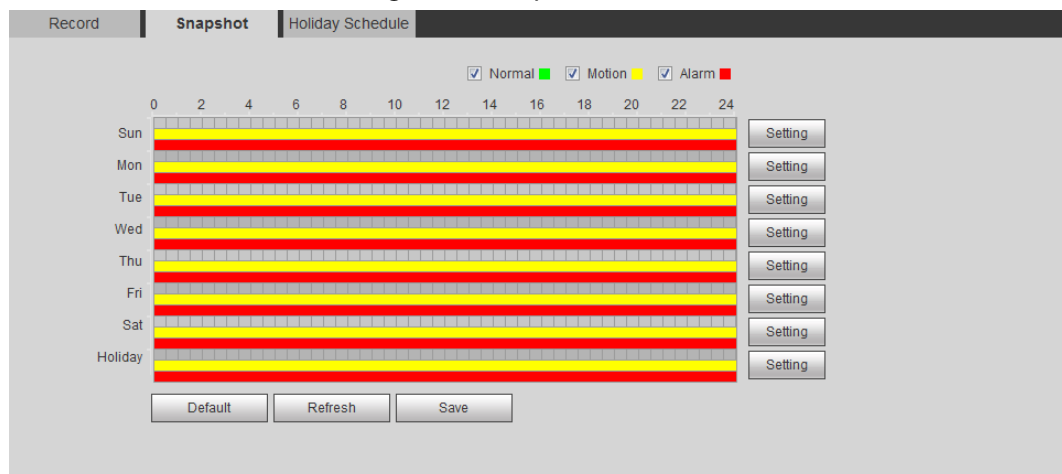 Record Snapshot Holiday Schedule
Normal Motion Alarm
0 2 4 6 8 10 12 14 16 18 20 22 24
Sun Setting
Mon Setting
Tue Setting
Wed Setting
Thu Setting
Fri Setting
Sat Setting
Holiday Setting
Default Refresh Save